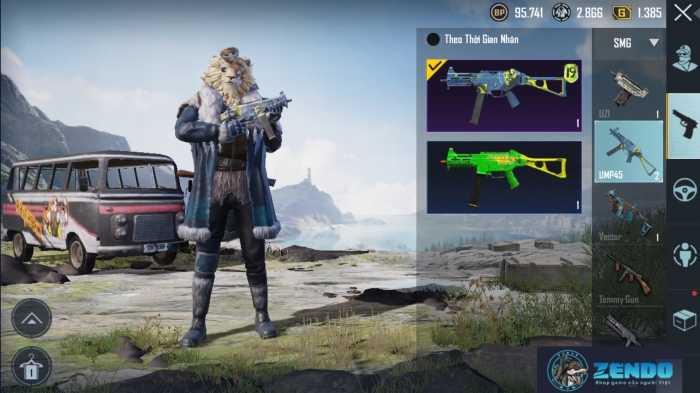 BP 95.741 2.866 G 1.385
Theo Thời Gian Nhận
SMG
19
1
UZI
1
UMP45
2
1
Vector
1
Tommy Gun
ZENDO
Shop game của người Việt